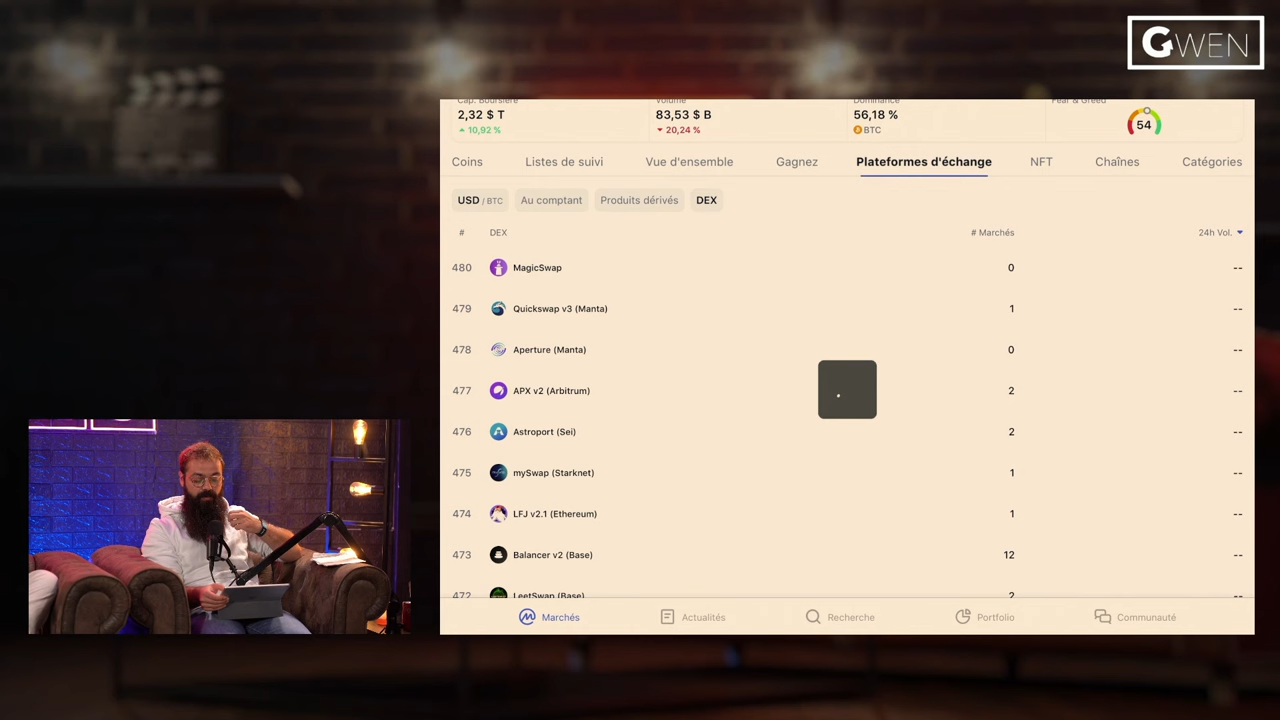 GWEN
Cap. Boursière Volume Dominance Fear & Greed
2,32 $ T 83,53 $ B 56,18 % 54
10,92 % 20,24 % BTC
Coins Listes de suivi Vue d'ensemble Gagnez Plateformes d'échange NFT Chaînes Catégories
USD / BTC Au comptant Produits dérivés DEX
# DEX # Marchés 24h Vol.
480 MagicSwap 0 --
479 Quickswap v3 (Manta) 1 --
478 Aperture (Manta) 0 --
477 APX v2 (Arbitrum) 2 --
476 Astroport (Sei) 2 --
475 mySwap (Starknet) 1 --
474 LFJ v2.1 (Ethereum) 1 --
473 Balancer v2 (Base) 12 --
472 LeetSwap (Base) 2 --
Marchés Actualités Recherche Portfolio Communauté